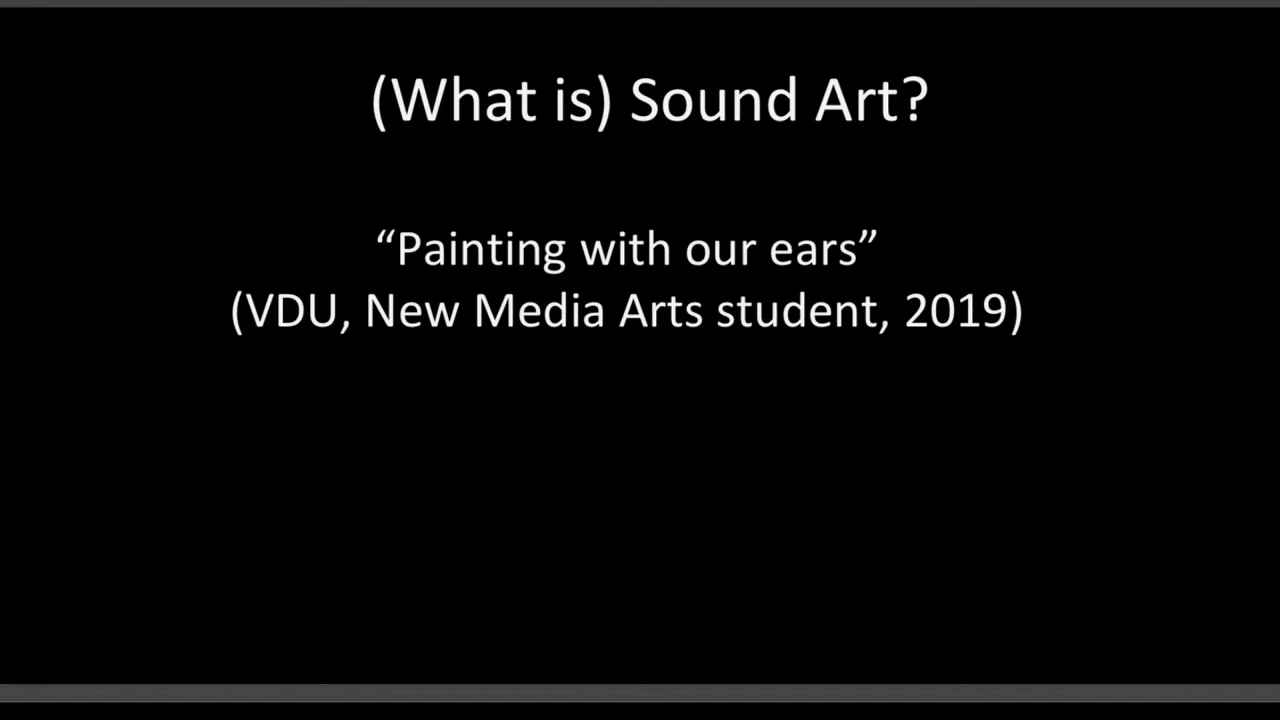 (What is) Sound Art?
“Painting with our ears”
(VDU, New Media Arts student, 2019)